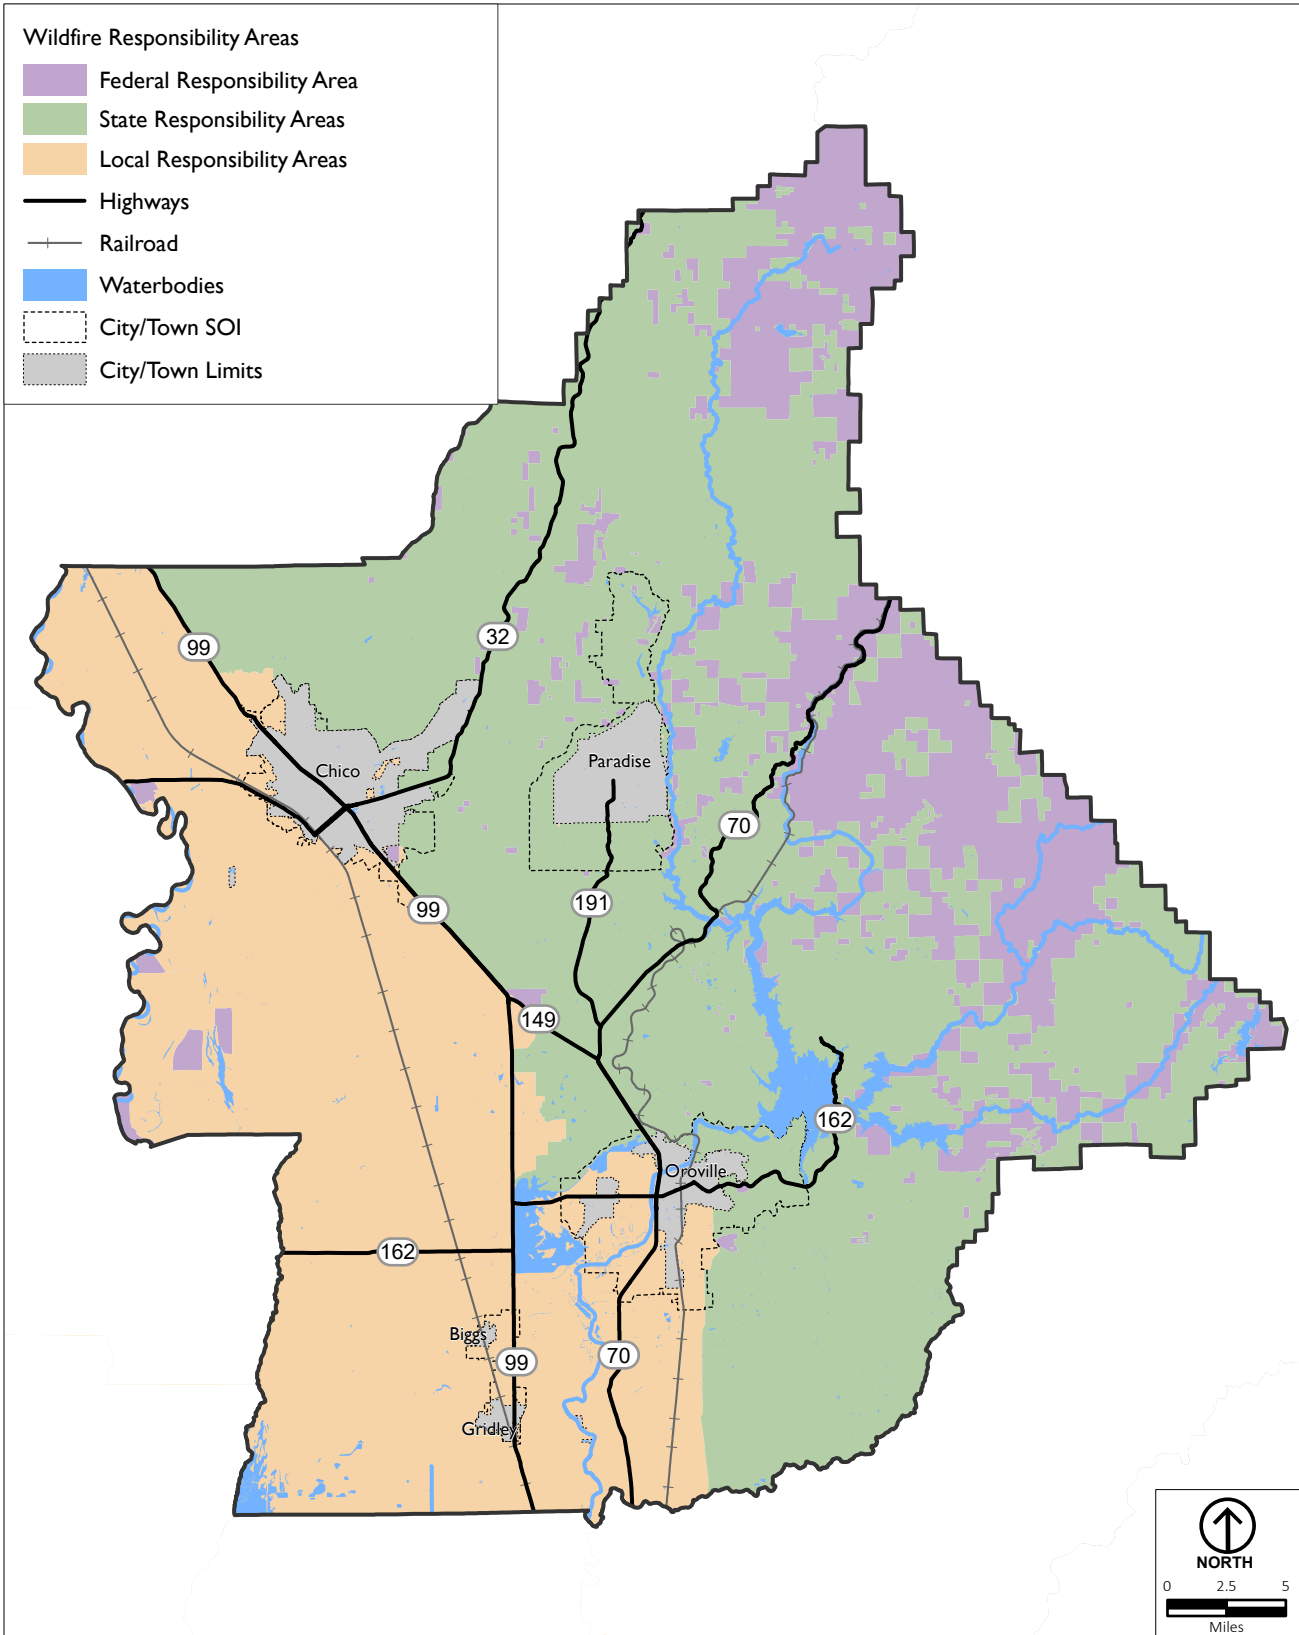 Wildfire Responsibility Areas
Federal Responsibility Area
State Responsibility Areas
Local Responsibility Areas
Highways
Railroad
Waterbodies
City/Town SOI
City/Town Limits
99
32
Chico
Paradise
70
191
99
149
162
Oroville
162
Biggs
99
70
Gridley
NORTH
0 2.5 5
Miles